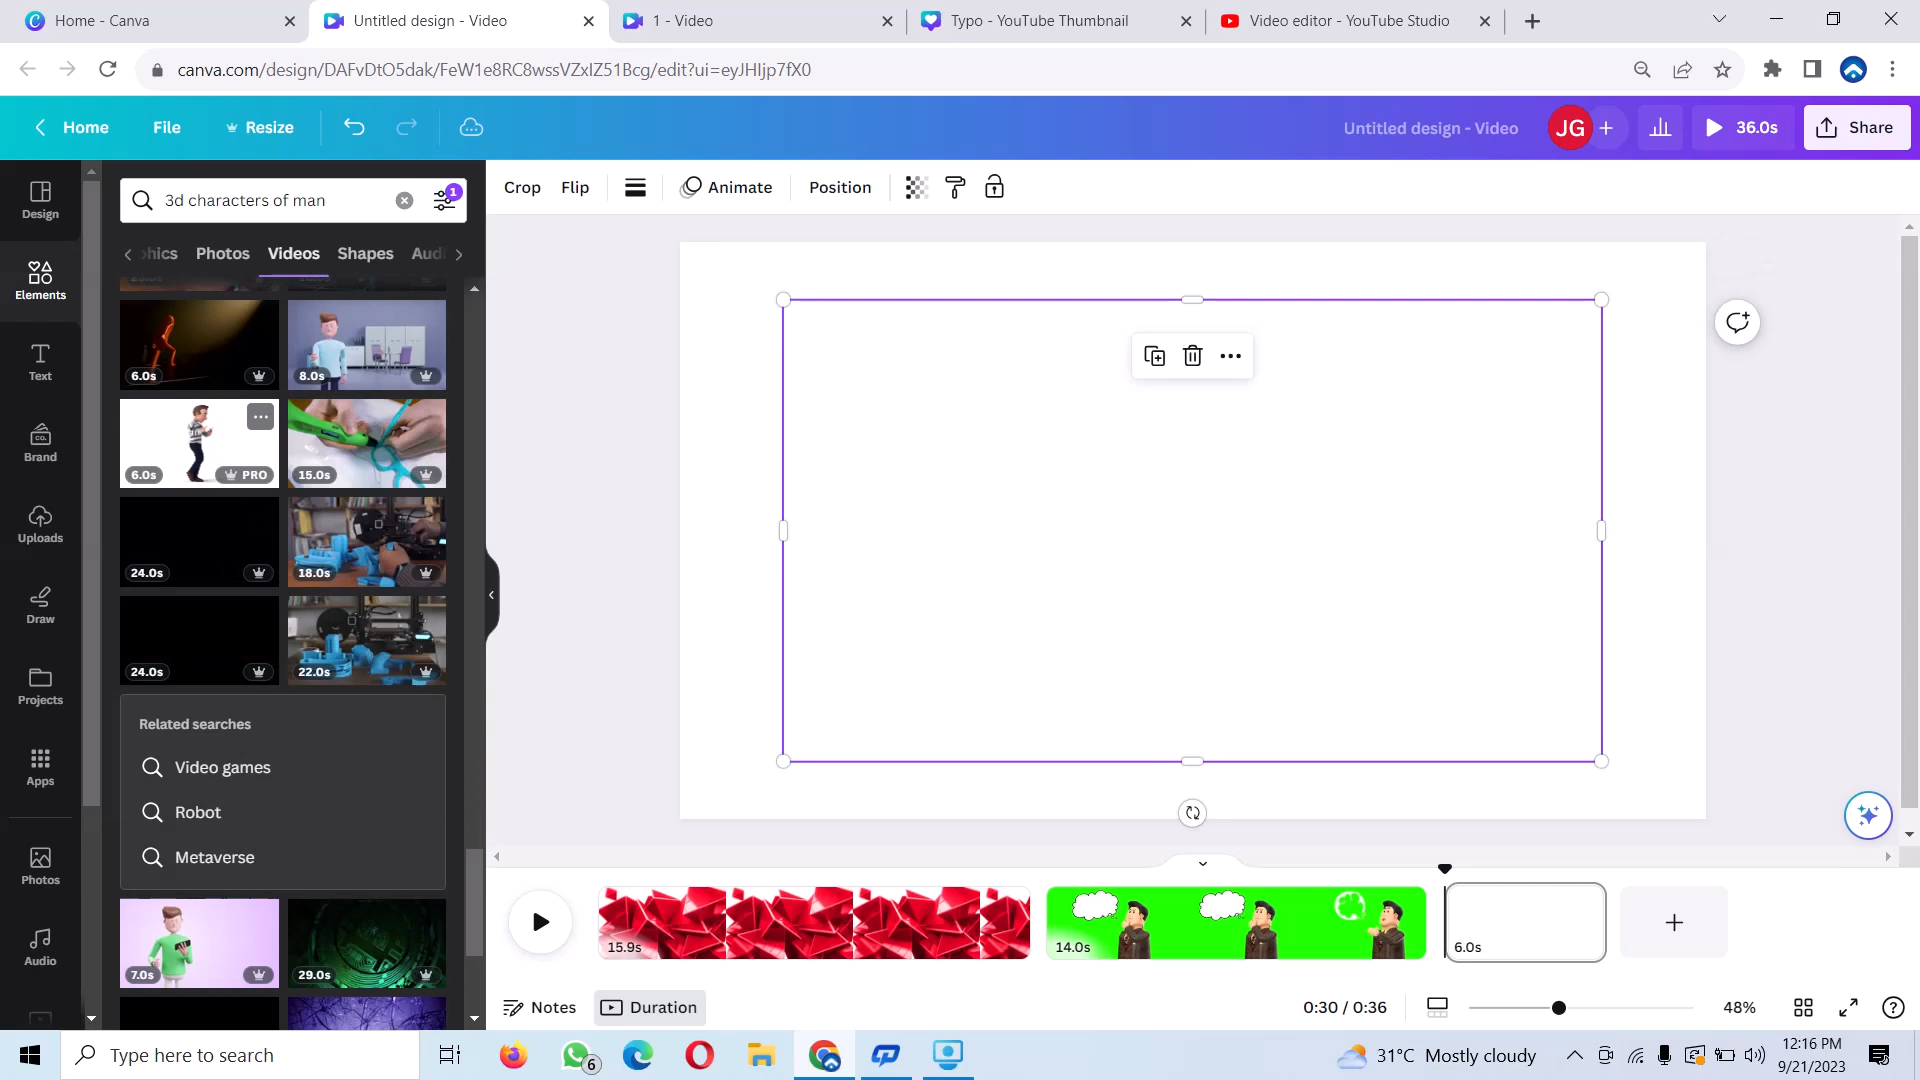 Home - Canva
Untitled design - Video
1 - Video
Typo - YouTube Thumbnail
Video editor - YouTube Studio
canva.com/design/DAFvDtO5dak/FeW1e8RC8wssVZxIZ51Bcg/edit?ui=eyJHIjp7fX0
Home
File
Resize
Untitled design - Video
JG
36.0s
Share
Design
Elements
Text
Brand
Uploads
Draw
Projects
Apps
Photos
Audio
3d characters of man
1
Photos
Videos
Shapes
6.0s
8.0s
6.0s
PRO
15.0s
24.0s
18.0s
24.0s
22.0s
Related searches
Video games
Robot
Metaverse
7.0s
29.0s
Crop
Flip
Animate
Position
15.9s
14.0s
6.0s
Notes
Duration
0:30 / 0:36
48%
Type here to search
6
31°C Mostly cloudy
12:16 PM
9/21/2023